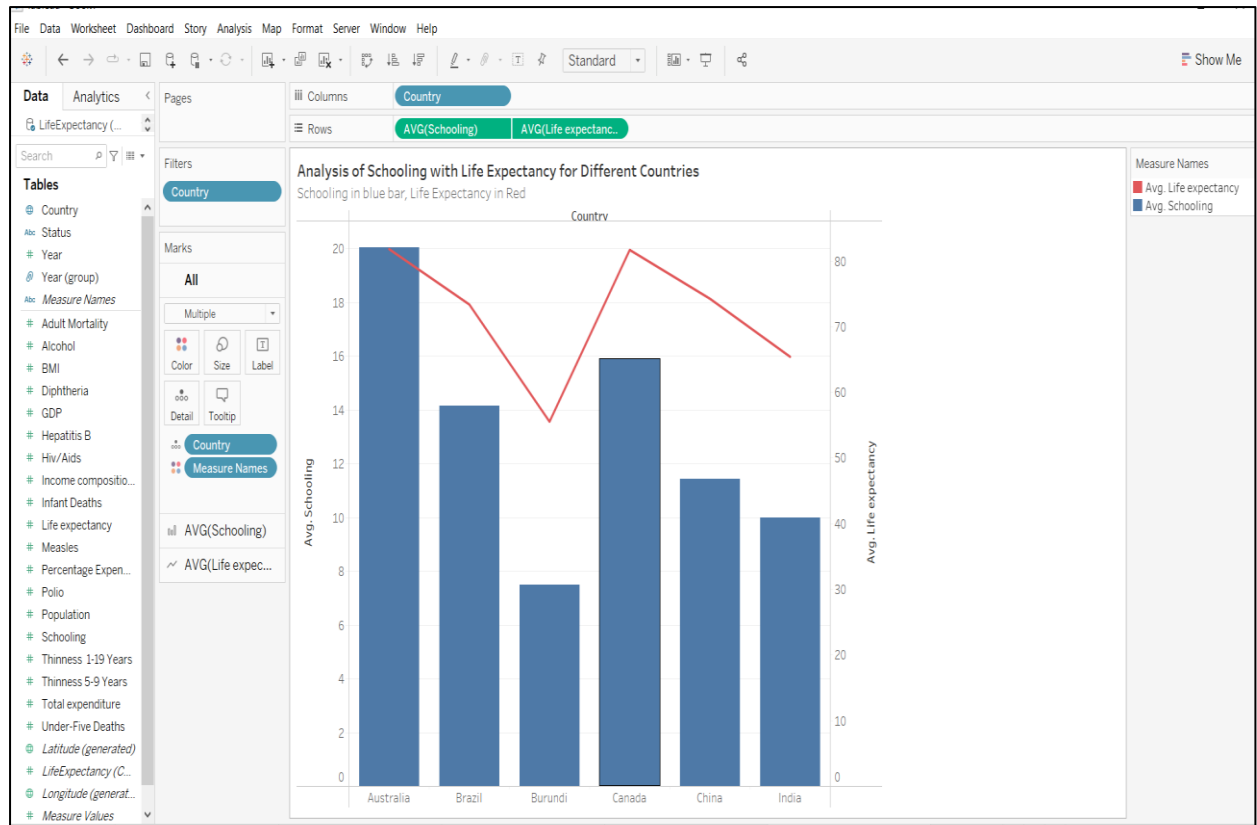 File Data Worksheet Dashboard Story Analysis Map Format Server Window Help
Standard
Show Me
Data Analytics
LifeExpectancy (...
Search
Tables
Country
Abc Status
# Year
Year (group)
Abc Measure Names
# Adult Mortality
# Alcohol
# BMI
# Diphtheria
# GDP
# Hepatitis B
# Hiv/Aids
# Income compositio...
# Infant Deaths
# Life expectancy
# Measles
# Percentage Expen...
# Polio
# Population
# Schooling
# Thinness 1-19 Years
# Thinness 5-9 Years
# Total expenditure
# Under-Five Deaths
Latitude (generated)
# LifeExpectancy (C...
Longitude (generat...
# Measure Values
Pages
Filters
Country
Marks
All
Multiple
Color Size Label
Detail Tooltip
Country
Measure Names
AVG(Schooling)
AVG(Life expec...
Columns Country
Rows AVG(Schooling) AVG(Life expectanc..
Analysis of Schooling with Life Expectancy for Different Countries
Schooling in blue bar, Life Expectancy in Red
Country
Avg. Schooling
20
18
16
14
12
10
8
6
4
2
0
Australia Brazil Burundi Canada China India
80
70
60
50
40
30
20
10
0
Avg. Life expectancy
Measure Names
Avg. Life expectancy
Avg. Schooling